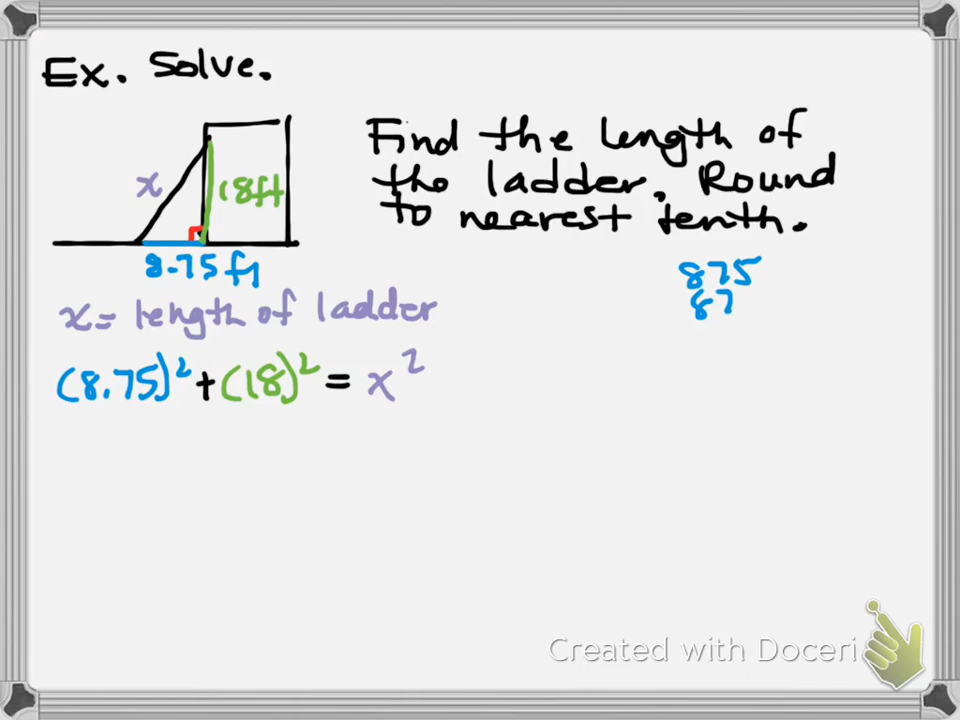 Ex. Solve.
Find the length of
the ladder. Round
to nearest tenth.
x
18ft
8.75 ft
x = length of ladder
875
87
(8.75)² + (18)² = x²
Created with Doceri